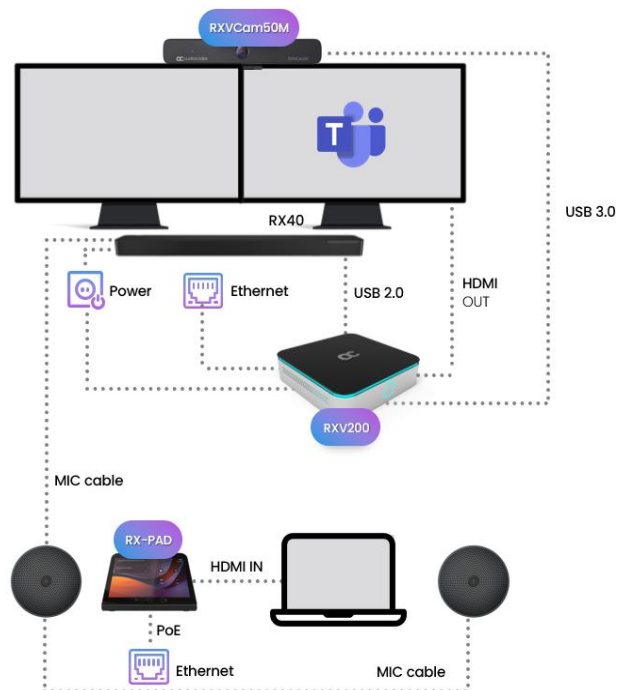 RXVCam50M
audiocodes
T
RX40
USB 3.0
Power
Ethernet
USB 2.0
HDMI
OUT
RXV200
MIC cable
RX-PAD
HDMI IN
PoE
Ethernet
MIC cable